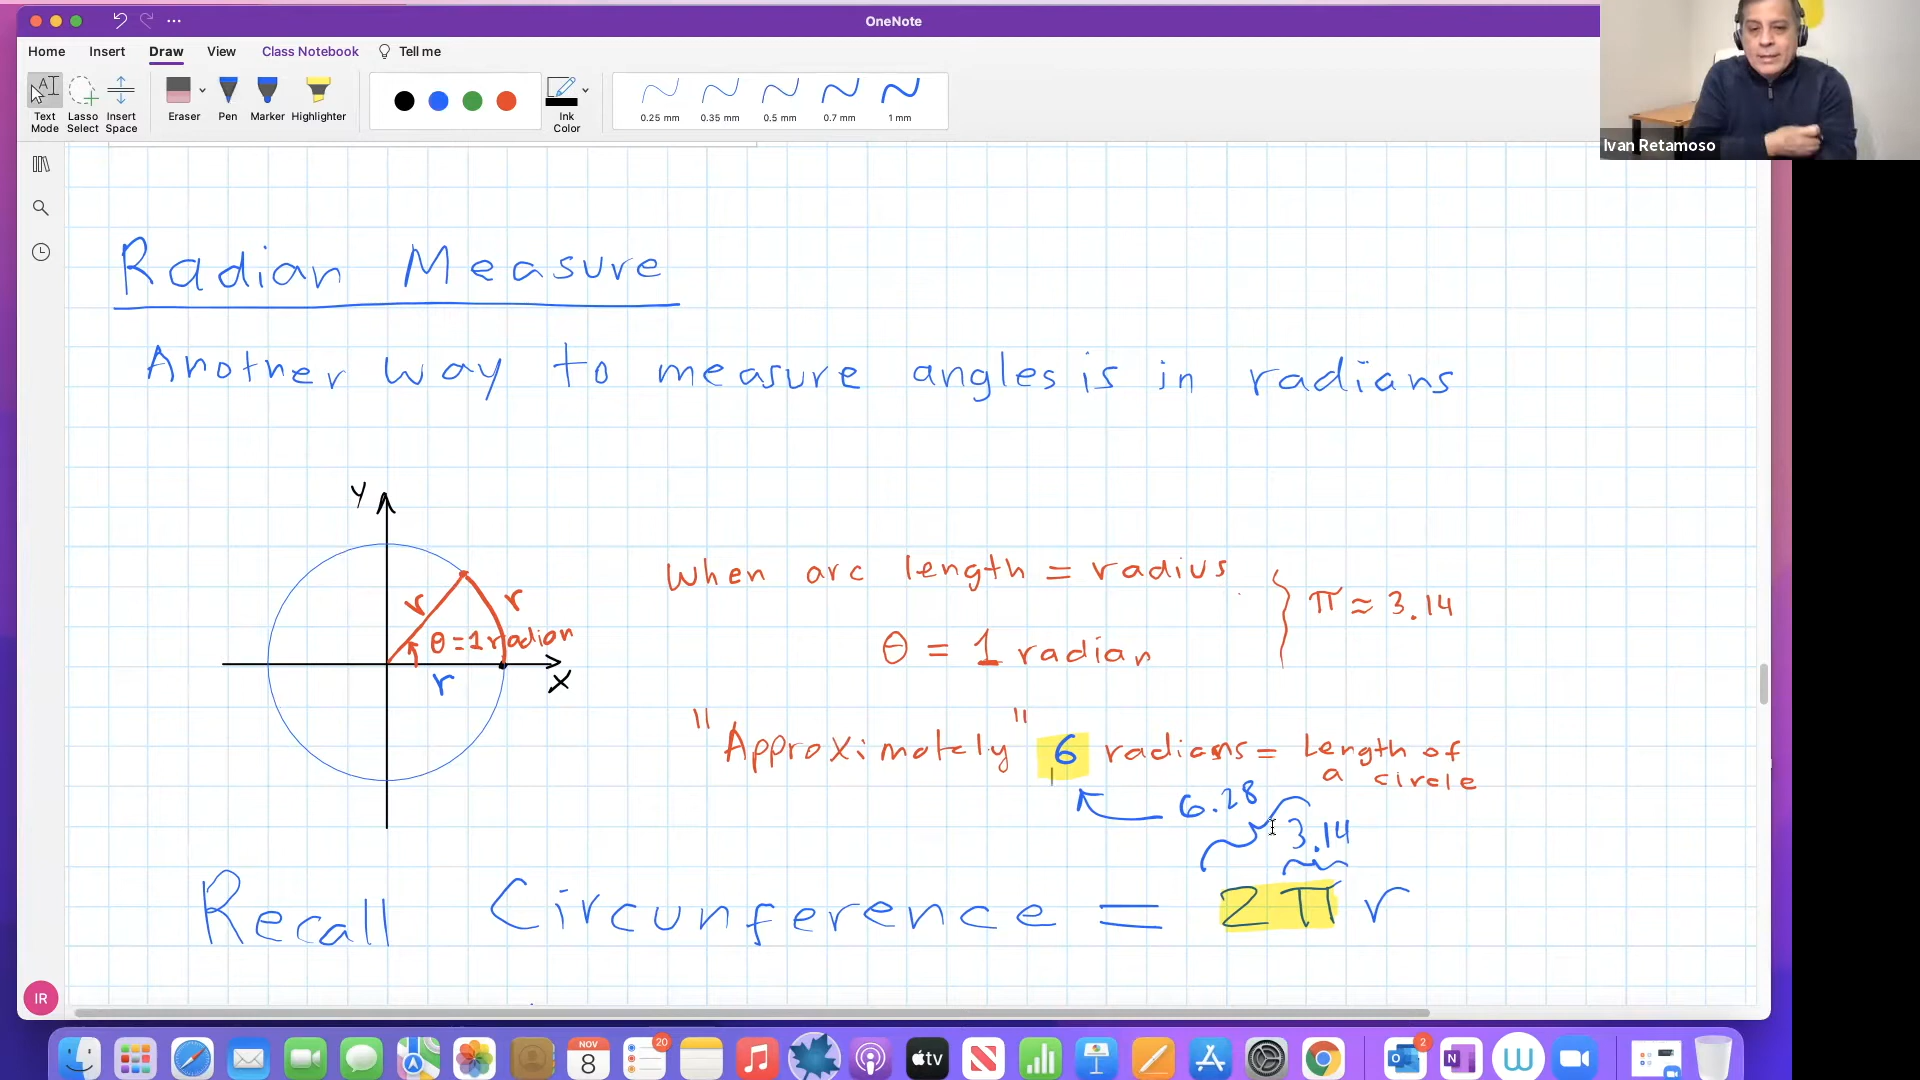 OneNote
Home Insert Draw View Class Notebook Tell me
Text Mode Lasso Select Insert Space Eraser Pen Marker Highlighter Ink Color 0.25 mm 0.35 mm 0.5 mm 0.7 mm 1 mm
Ivan Retamoso
Radian Measure
Another way to measure angles is in radians
Y
r r
θ = 1 radian
r X
When arc length = radius
π ≈ 3.14
θ = 1 radian
"Approximately" 6 radians = Length of
a circle
6.28
3.14
Recall Circunference = 2π r
IR
NOV
8
20
tv
2